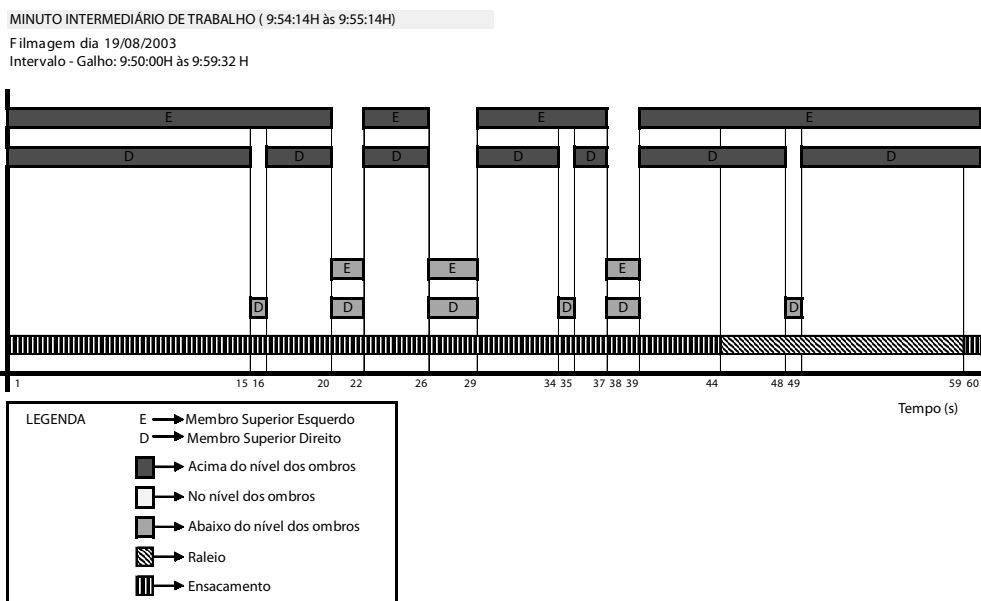 MINUTO INTERMEDIÁRIO DE TRABALHO ( 9:54:14H às 9:55:14H)
Filmagem dia 19/08/2003
Intervalo - Galho: 9:50:00H às 9:59:32 H
E E E E
D D D D D D D
E E E
D D D D D D
1 15 16 20 22 26 29 34 35 37 38 39 44 48 49 59 60
Tempo (s)
LEGENDA E Membro Superior Esquerdo
D Membro Superior Direito
Acima do nível dos ombros
No nível dos ombros
Abaixo do nível dos ombros
Raleio
Ensacamento